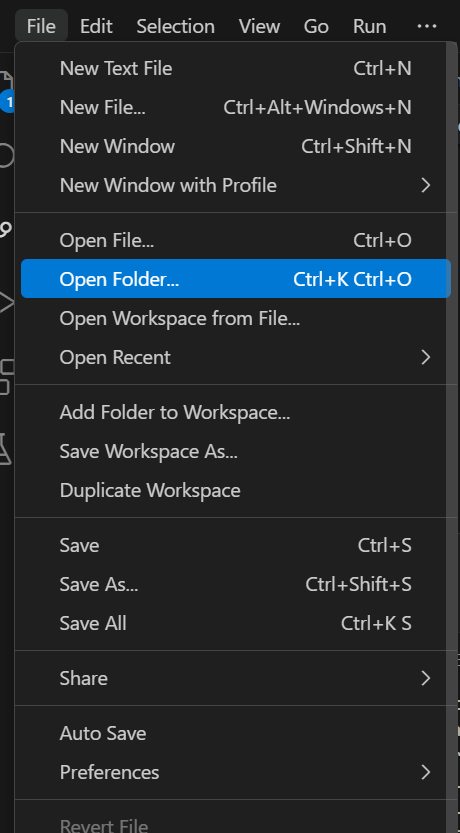 File Edit Selection View Go Run ...
New Text File Ctrl+N
New File... Ctrl+Alt+Windows+N
New Window Ctrl+Shift+N
New Window with Profile
Open File... Ctrl+O
Open Folder... Ctrl+K Ctrl+O
Open Workspace from File...
Open Recent
Add Folder to Workspace...
Save Workspace As...
Duplicate Workspace
Save Ctrl+S
Save As... Ctrl+Shift+S
Save All Ctrl+K S
Share
Auto Save
Preferences
Revert File
1